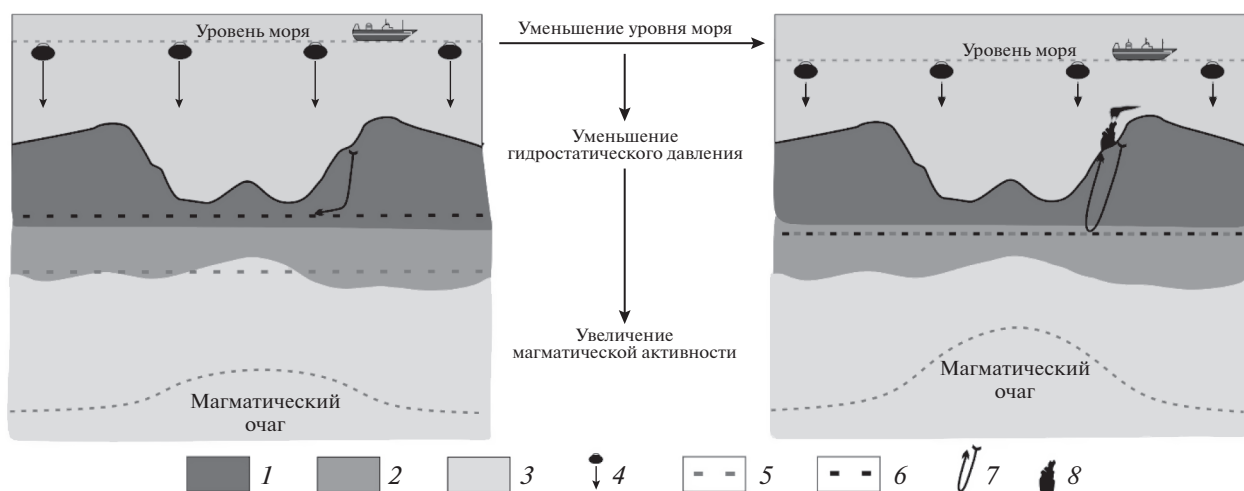 Уровень моря
Уменьшение уровня моря
Уровень моря
Уменьшение
гидростатического давления
Увеличение
магматической активности
Магматический
очаг
Магматический
очаг
1
2
3
4
5
6
7
8